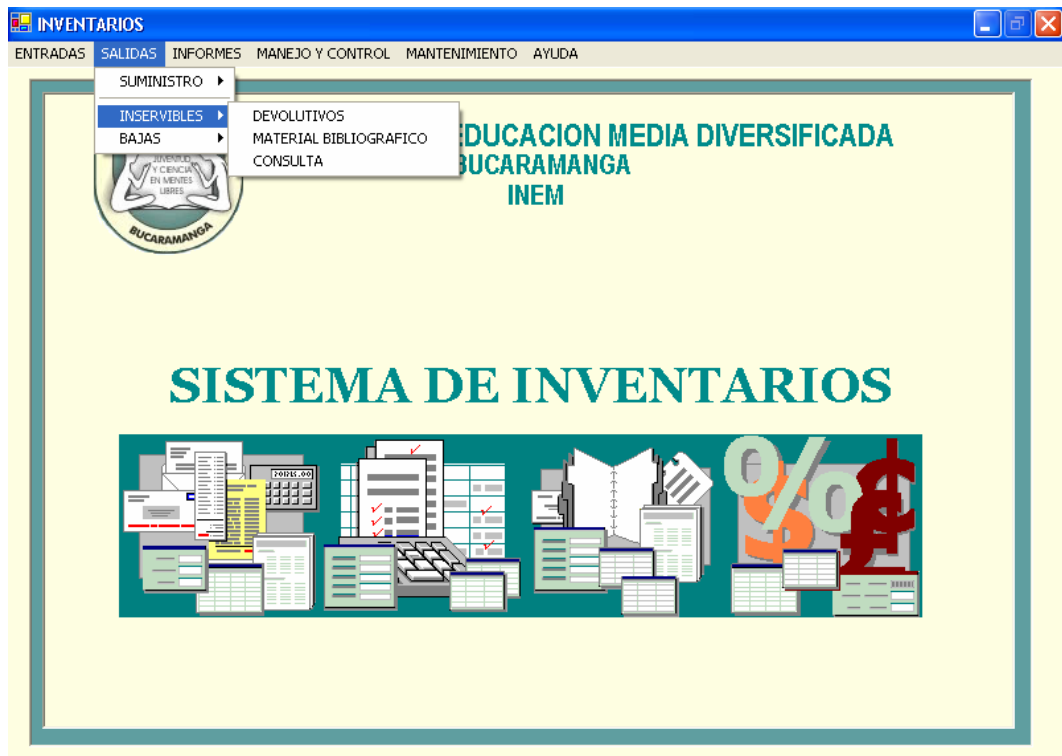 INVENTARIOS
ENTRADAS SALIDAS INFORMES MANEJO Y CONTROL MANTENIMIENTO AYUDA
SUMINISTRO
INSERVIBLES
BAJAS
DEVOLUTIVOS
MATERIAL BIBLIOGRAFICO
CONSULTA
EDUCACION MEDIA DIVERSIFICADA
BUCARAMANGA
INEM
JUVENTUD
Y CIENCIA
EN MENTES
LIBRES
BUCARAMANGA
SISTEMA DE INVENTARIOS
%
$
¢
£